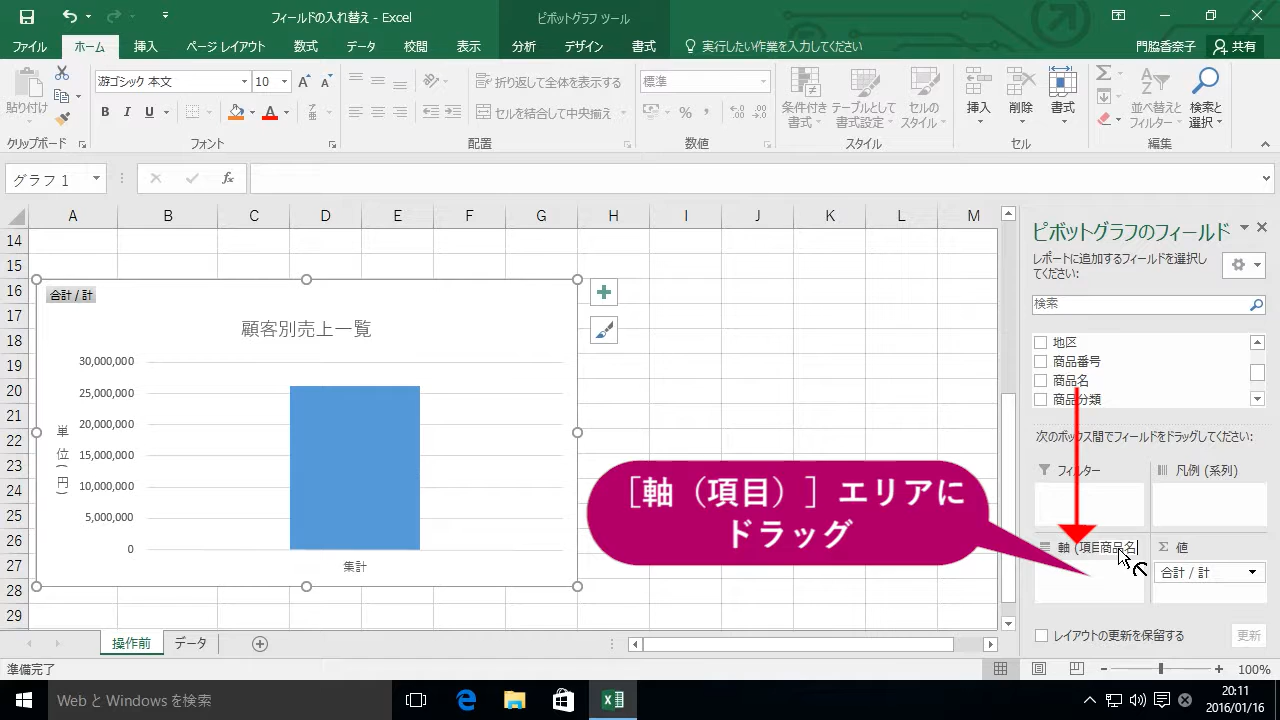 フィールドの入れ替え - Excel
ピボットグラフ ツール
ファイル ホーム 挿入 ページ レイアウト 数式 データ 校閲 表示 分析 デザイン 書式 実行したい作業を入力してください 門脇香奈子 共有
貼り付け
クリップボード
游ゴシック 本文 10
B I U
フォント
折り返して全体を表示する
セルを結合して中央揃え
配置
標準
数値
条件付き書式
テーブルとして書式設定
セルのスタイル
スタイル
挿入 削除 書式
セル
並べ替えとフィルター
検索と選択
編集
グラフ 1
fx
A B C D E F G H I J K L M
14
15
16
17
18
19
20
21
22
23
24
25
26
27
28
29
合計 / 計
顧客別売上一覧
30,000,000
25,000,000
20,000,000
15,000,000
10,000,000
5,000,000
0
単位(円)
集計
［軸（項目）］エリアに
ドラッグ
ピボットグラフのフィールド
レポートに追加するフィールドを選択し
てください:
検索
地区
商品番号
商品名
商品分類
次のボックス間でフィールドをドラッグしてください:
フィルター
凡例 (系列)
軸 (項目
商品名
Σ 値
合計 / 計
レイアウトの更新を保留する
更新
操作前 データ
準備完了
100%
Web と Windows を検索
20:11
2016/01/16